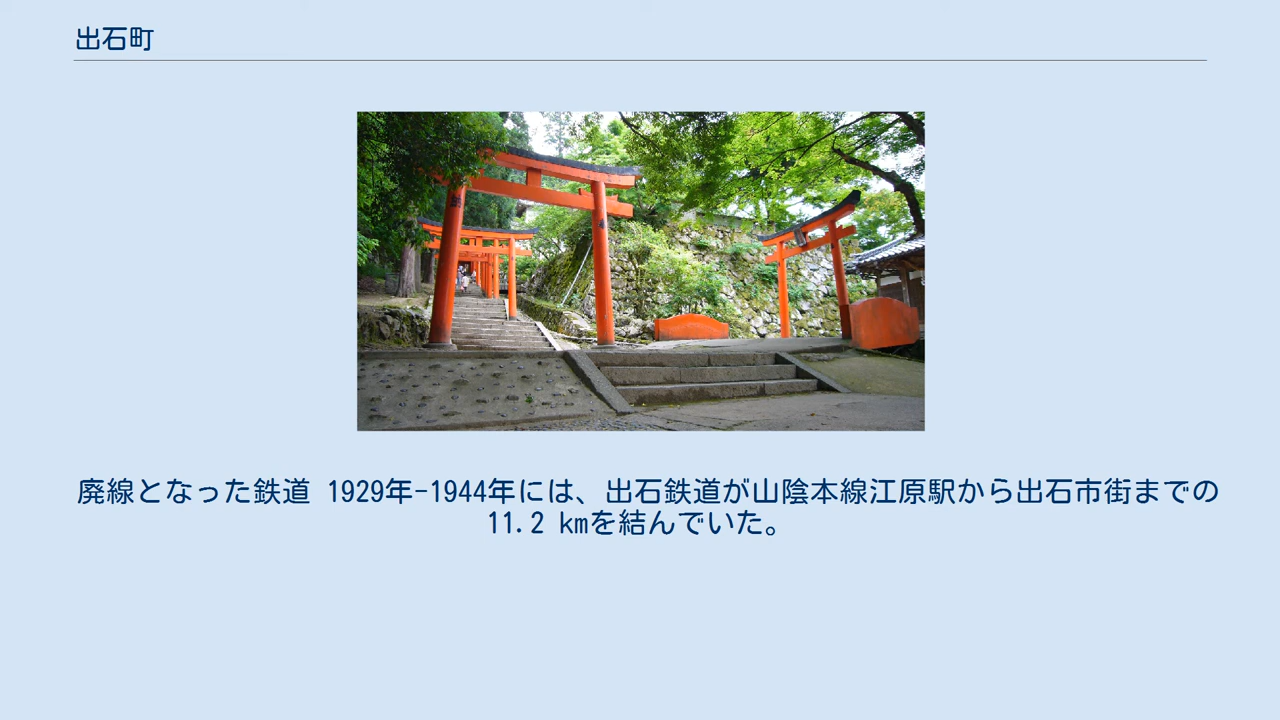 出石町
廃線となった鉄道 1929年-1944年には、出石鉄道が山陰本線江原駅から出石市街までの
11.2 kmを結んでいた。